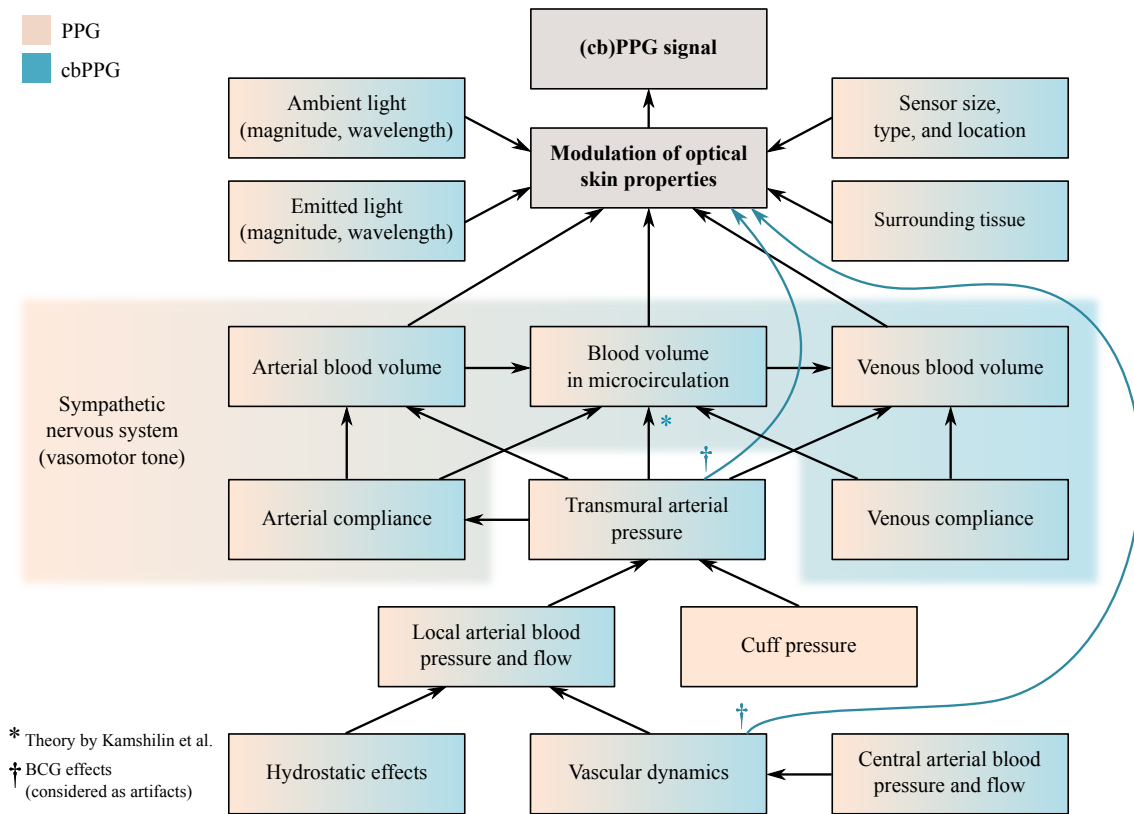 PPG
cbPPG
(cb)PPG signal
Ambient light
(magnitude, wavelength)
Sensor size,
type, and location
Modulation of optical
skin properties
Emitted light
(magnitude, wavelength)
Surrounding tissue
Arterial blood volume
Blood volume
in microcirculation
Venous blood volume
Sympathetic
nervous system
(vasomotor tone)
*
†
Arterial compliance
Transmural arterial
pressure
Venous compliance
Local arterial blood
pressure and flow
Cuff pressure
†
Hydrostatic effects
Vascular dynamics
Central arterial blood
pressure and flow
* Theory by Kamshilin et al.
† BCG effects
(considered as artifacts)